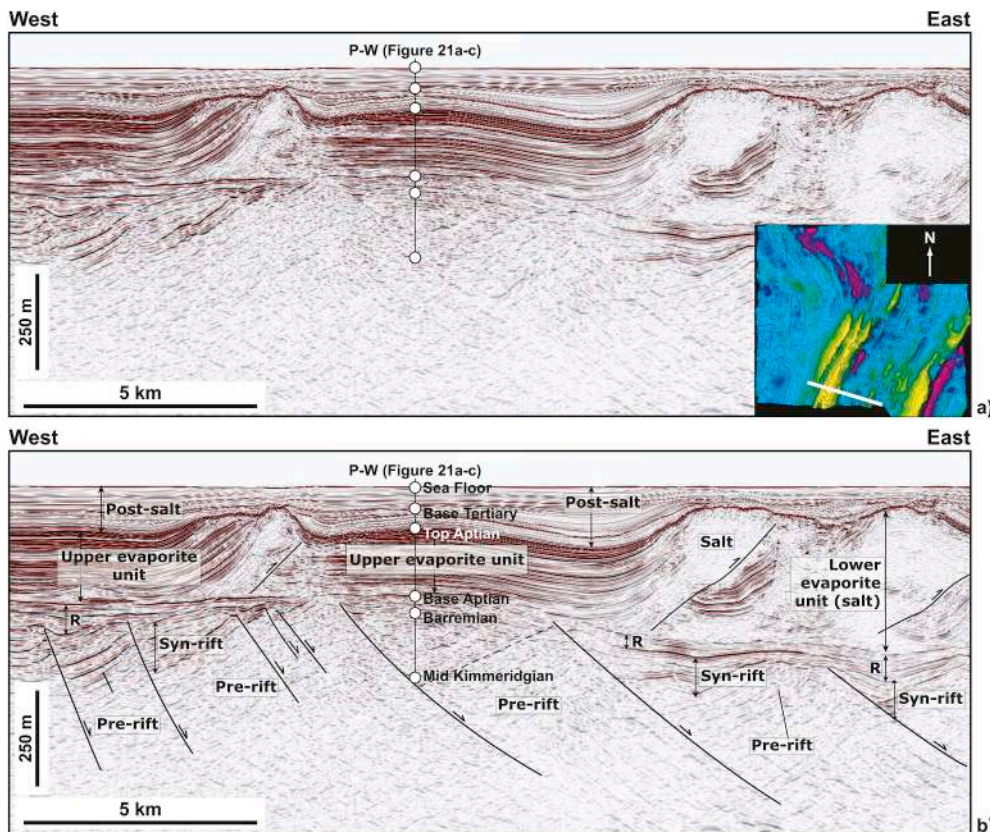 West East
P-W (Figure 21a-c)
250 m
5 km
N
a)
West East
P-W (Figure 21a-c)
Sea Floor
Post-salt
Post-salt
Base Tertiary
Top Aptian
Upper evaporite
unit
Upper evaporite unit
Salt
Lower
evaporite
unit (salt)
Base Aptian
R
Barremian
R
Syn-rift
R
Mid Kimmeridgian
Syn-rift
Syn-rift
Pre-rift
Pre-rift
Pre-rift
Pre-rift
250 m
5 km
b)